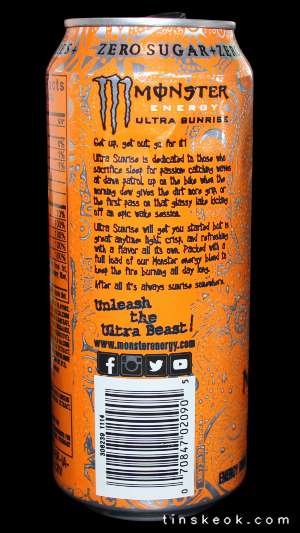 ZERO SUGAR+ZER
MONSTER
ENERGY
ULTRA SUNRISE
Get up, get out, go for it!
Ultra Sunrise is dedicated to those who
sacrifice sleep for passion: catching waves
at dawn patrol, up on the bike when the
morning dew gives the dirt more grip, or
the first pass on that glassy lake kicking
off an epic wake session.
Ultra Sunrise will get you started but is
great anytime light, crisp, and refreshing
with a flavor all its own. Packed with a
full load of our Monster energy blend to
keep the fire burning all day long.
After all it's always sunrise somewhere.
Unleash
the
Ultra Beast!
www.monsterenergy.com
308239 1114
0 70847 02090 5
tinskeok.com